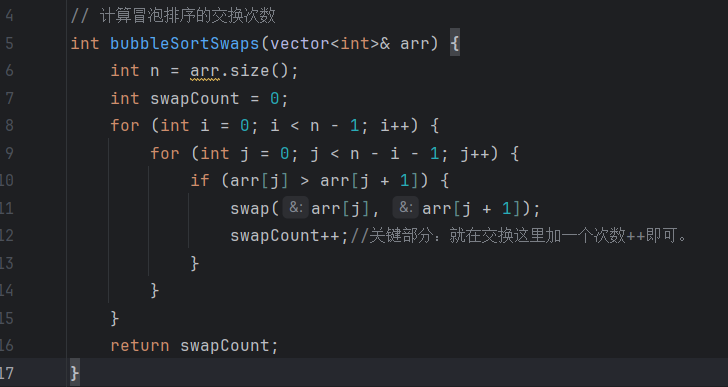 4 // 计算冒泡排序的交换次数
5 int bubbleSortSwaps(vector<int>& arr) {
6     int n = arr.size();
7     int swapCount = 0;
8     for (int i = 0; i < n - 1; i++) {
9         for (int j = 0; j < n - i - 1; j++) {
10             if (arr[j] > arr[j + 1]) {
11                 swap( &: arr[j], &: arr[j + 1]);
12                 swapCount++;//关键部分：就在交换这里加一个次数++即可。
13             }
14         }
15     }
16     return swapCount;
17 }